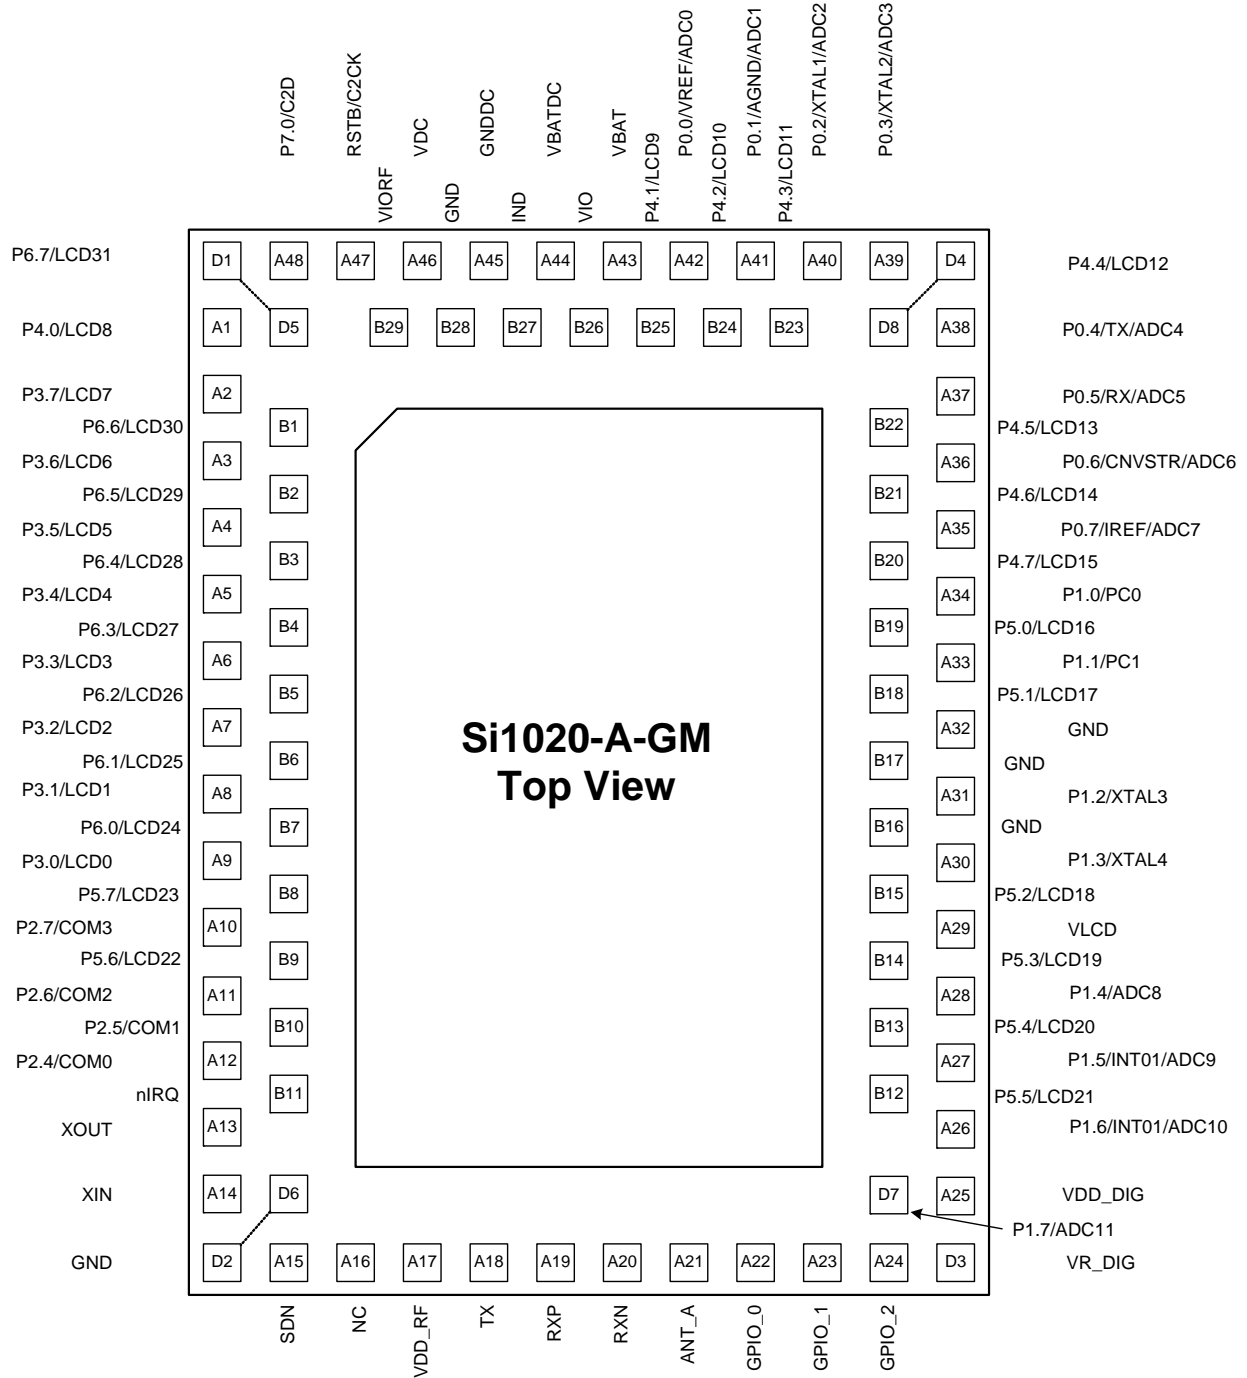 P7.0/C2D
RSTB/C2CK
VDC
GNDDC
VBATDC
VBAT
P0.0/VREF/ADC0
P0.1/AGND/ADC1
P0.2/XTAL1/ADC2
P0.3/XTAL2/ADC3
VIORF
GND
IND
VIO
P4.1/LCD9
P4.2/LCD10
P4.3/LCD11
P6.7/LCD31 D1 A48 A47 A46 A45 A44 A43 A42 A41 A40 A39 D4 P4.4/LCD12
P4.0/LCD8 A1 D5 B29 B28 B27 B26 B25 B24 B23 D8 A38 P0.4/TX/ADC4
P3.7/LCD7 A2 A37 P0.5/RX/ADC5
P6.6/LCD30 B1 B22 P4.5/LCD13
P3.6/LCD6 A3 A36 P0.6/CNVSTR/ADC6
P6.5/LCD29 B2 B21 P4.6/LCD14
P3.5/LCD5 A4 A35 P0.7/IREF/ADC7
P6.4/LCD28 B3 B20 P4.7/LCD15
P3.4/LCD4 A5 A34 P1.0/PC0
P6.3/LCD27 B4 B19 P5.0/LCD16
P3.3/LCD3 A6 A33 P1.1/PC1
P6.2/LCD26 B5 B18 P5.1/LCD17
P3.2/LCD2 A7 A32 GND
Si1020-A-GM
P6.1/LCD25 B6 B17 GND
Top View
P3.1/LCD1 A8 A31 P1.2/XTAL3
P6.0/LCD24 B7 B16 GND
P3.0/LCD0 A9 A30 P1.3/XTAL4
P5.7/LCD23 B8 B15 P5.2/LCD18
P2.7/COM3 A10 A29 VLCD
P5.6/LCD22 B9 B14 P5.3/LCD19
P2.6/COM2 A11 A28 P1.4/ADC8
P2.5/COM1 B10 B13 P5.4/LCD20
P2.4/COM0 A12 A27 P1.5/INT01/ADC9
nIRQ B11 B12 P5.5/LCD21
XOUT A13 A26 P1.6/INT01/ADC10
XIN A14 D6 D7 A25 VDD_DIG
P1.7/ADC11
GND D2 A15 A16 A17 A18 A19 A20 A21 A22 A23 A24 D3 VR_DIG
SDN
NC
VDD_RF
TX
RXP
RXN
ANT_A
GPIO_0
GPIO_1
GPIO_2